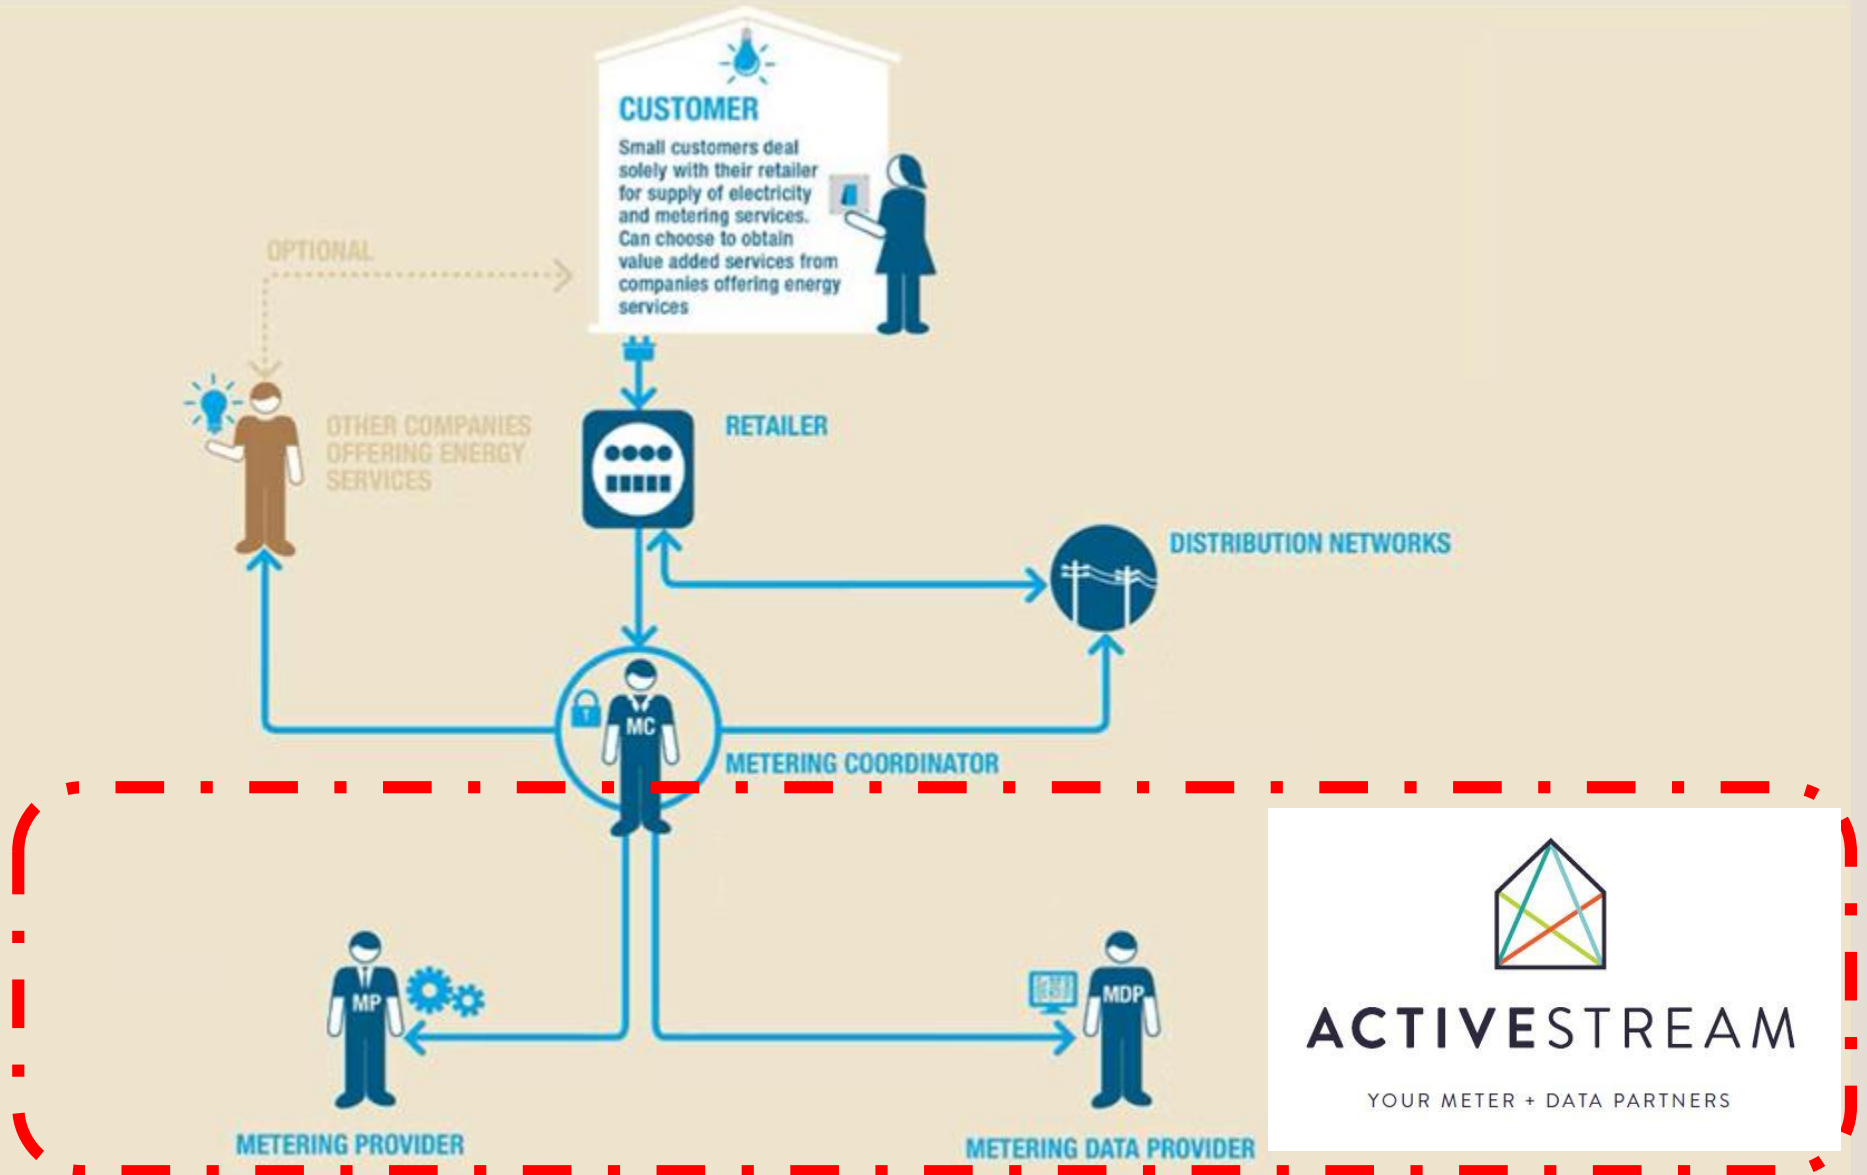 CUSTOMER
Small customers deal
solely with their retailer
for supply of electricity
and metering services.
Can choose to obtain
value added services from
companies offering energy
services
OPTIONAL
OTHER COMPANIES
OFFERING ENERGY
SERVICES
RETAILER
DISTRIBUTION NETWORKS
MC
METERING COORDINATOR
MP
METERING PROVIDER
MDP
METERING DATA PROVIDER
ACTIVESTREAM
YOUR METER + DATA PARTNERS